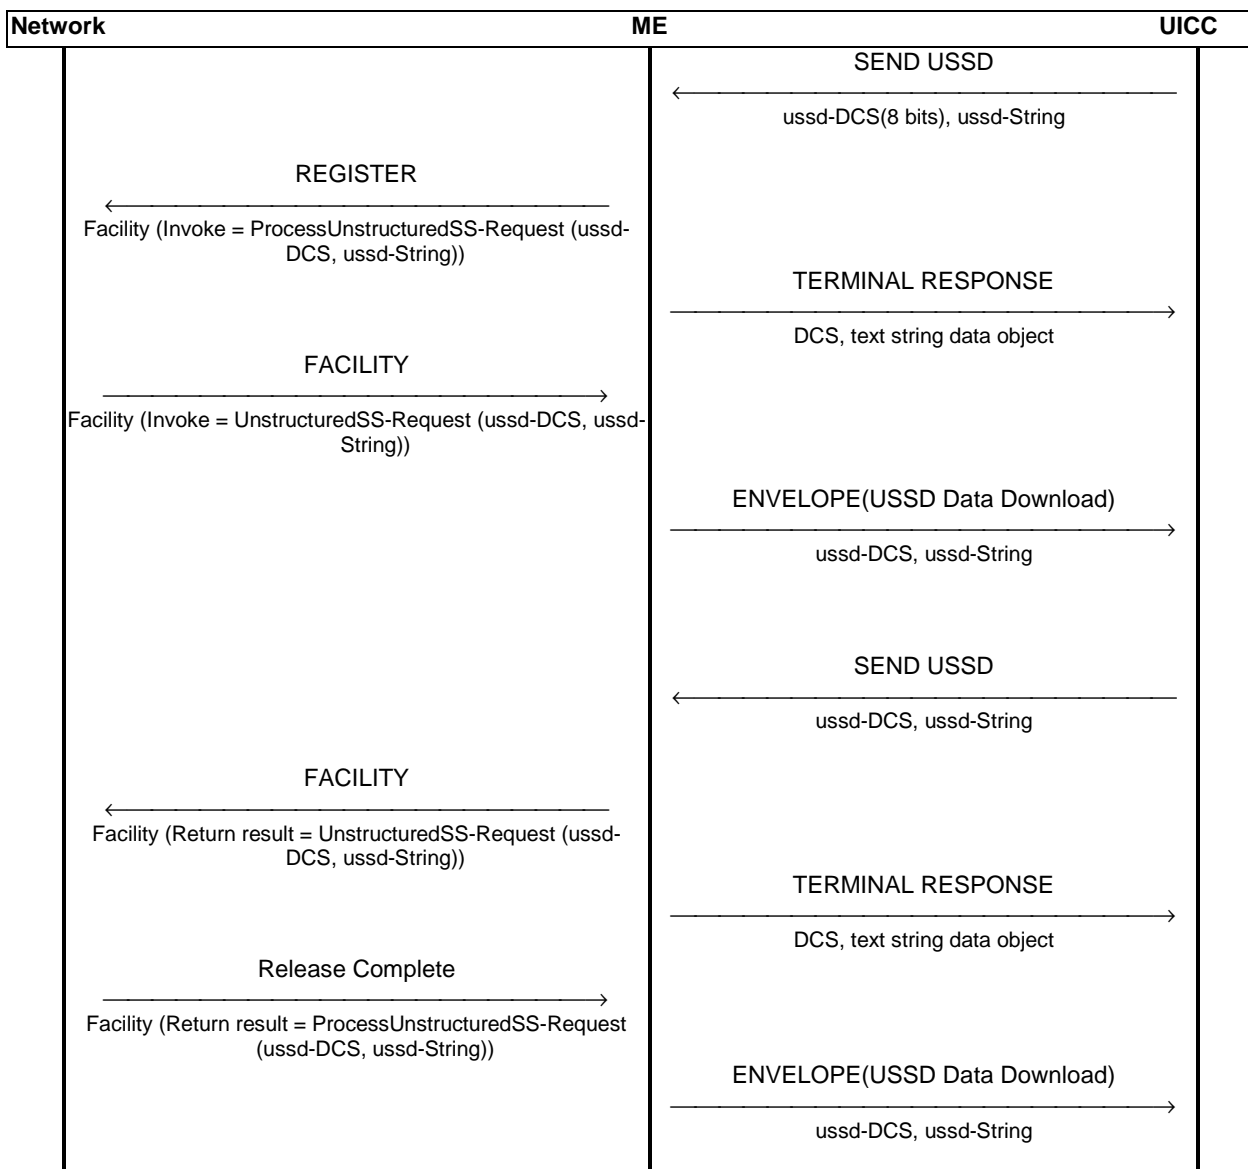 Network ME UICC
SEND USSD
ussd-DCS(8 bits), ussd-String
REGISTER
Facility (Invoke = ProcessUnstructuredSS-Request (ussd-
DCS, ussd-String))
TERMINAL RESPONSE
DCS, text string data object
FACILITY
Facility (Invoke = UnstructuredSS-Request (ussd-DCS, ussd-
String))
ENVELOPE(USSD Data Download)
ussd-DCS, ussd-String
SEND USSD
ussd-DCS, ussd-String
FACILITY
Facility (Return result = UnstructuredSS-Request (ussd-
DCS, ussd-String))
TERMINAL RESPONSE
DCS, text string data object
Release Complete
Facility (Return result = ProcessUnstructuredSS-Request
(ussd-DCS, ussd-String))
ENVELOPE(USSD Data Download)
ussd-DCS, ussd-String